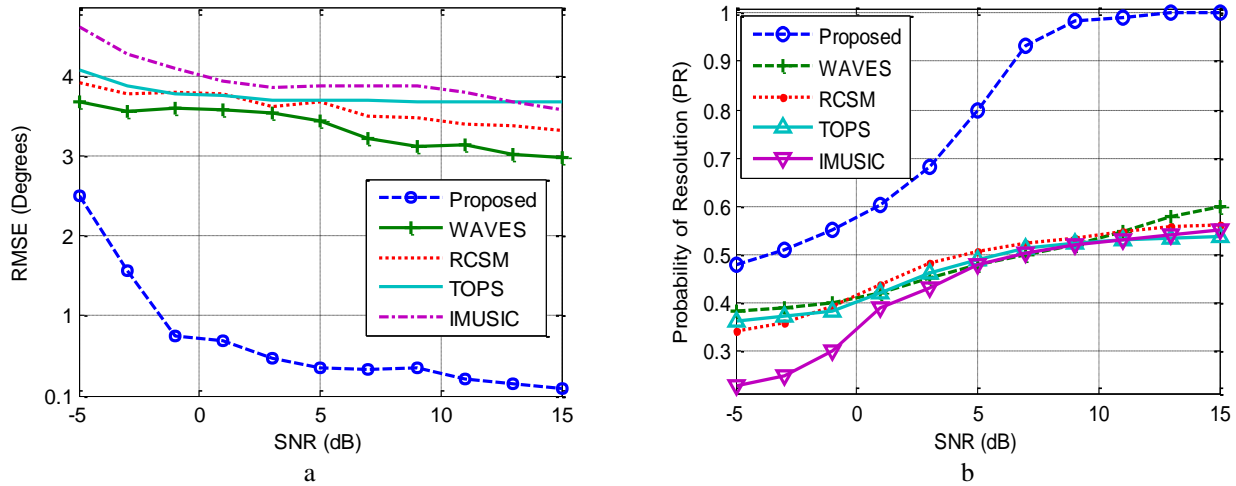 4
3
2
1
0.1
-5
0
5
10
15
RMSE (Degrees)
SNR (dB)
Proposed
WAVES
RCSM
TOPS
IMUSIC
a
1
0.9
0.8
0.7
0.6
0.5
0.4
0.3
-5
0
5
10
15
Probability of Resolution (PR)
SNR (dB)
Proposed
WAVES
RCSM
TOPS
IMUSIC
b